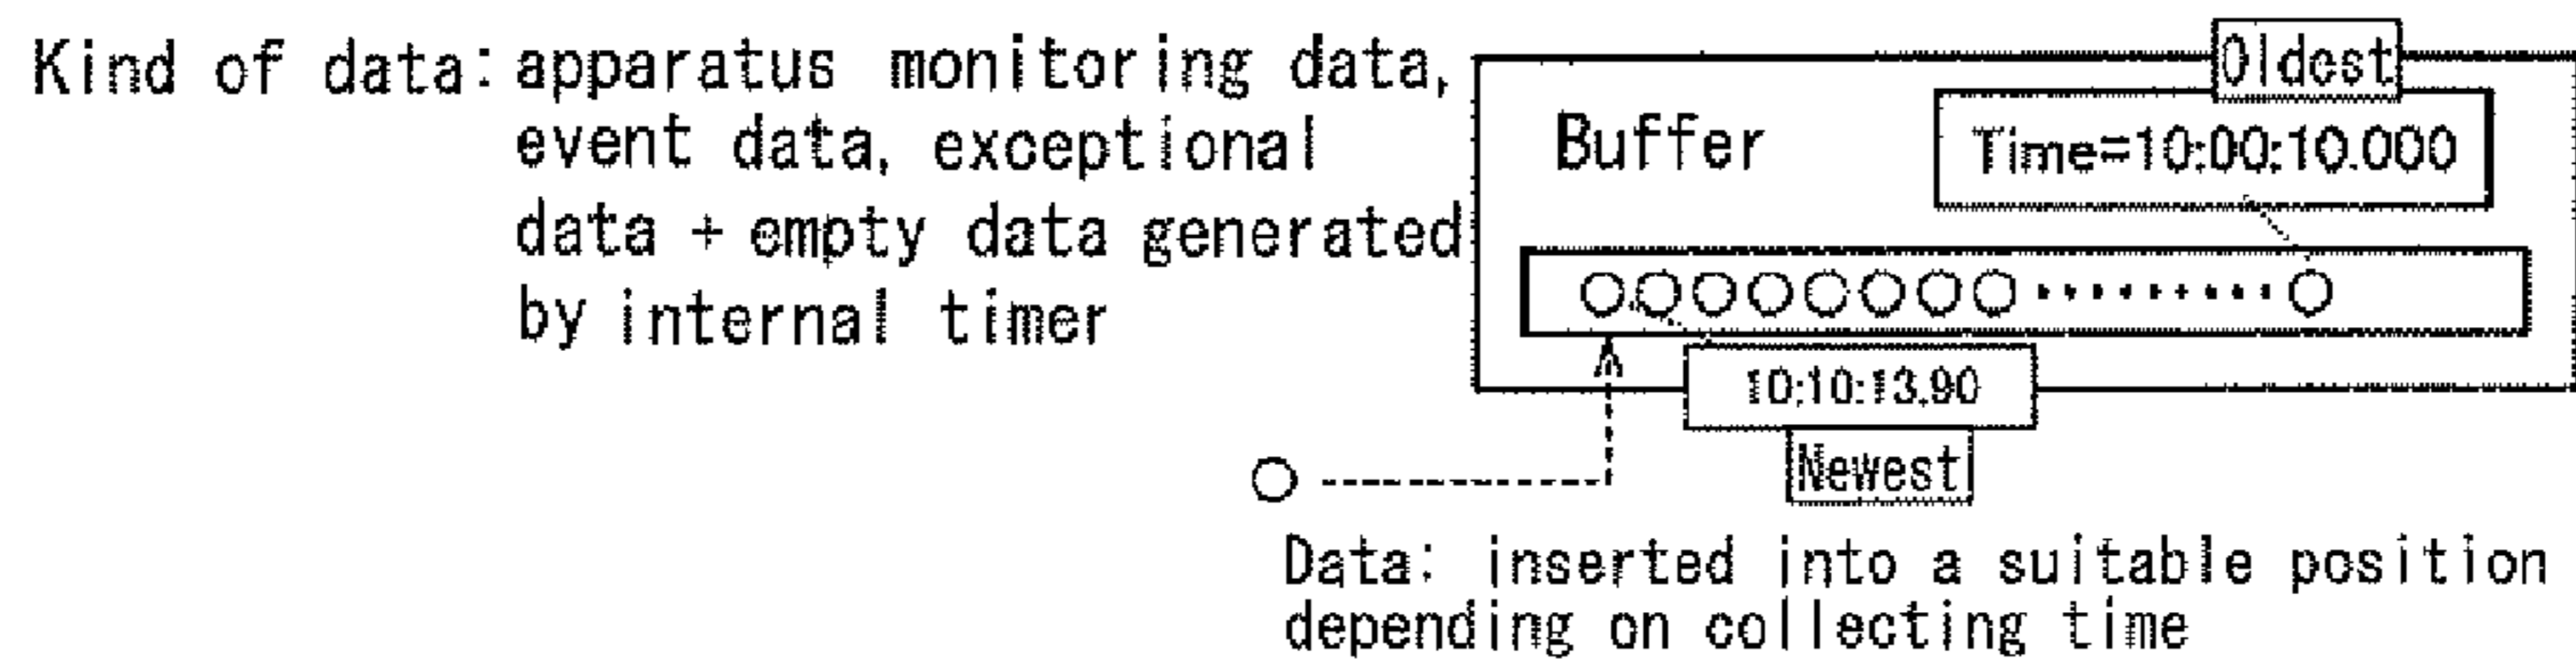 Kind of data: apparatus monitoring data,
event data, exceptional
data + empty data generated
by internal timer
Oldest
Buffer
Time=10:00:10.000
10:10:13.90
Newest
Data: inserted into a suitable position
depending on collecting time